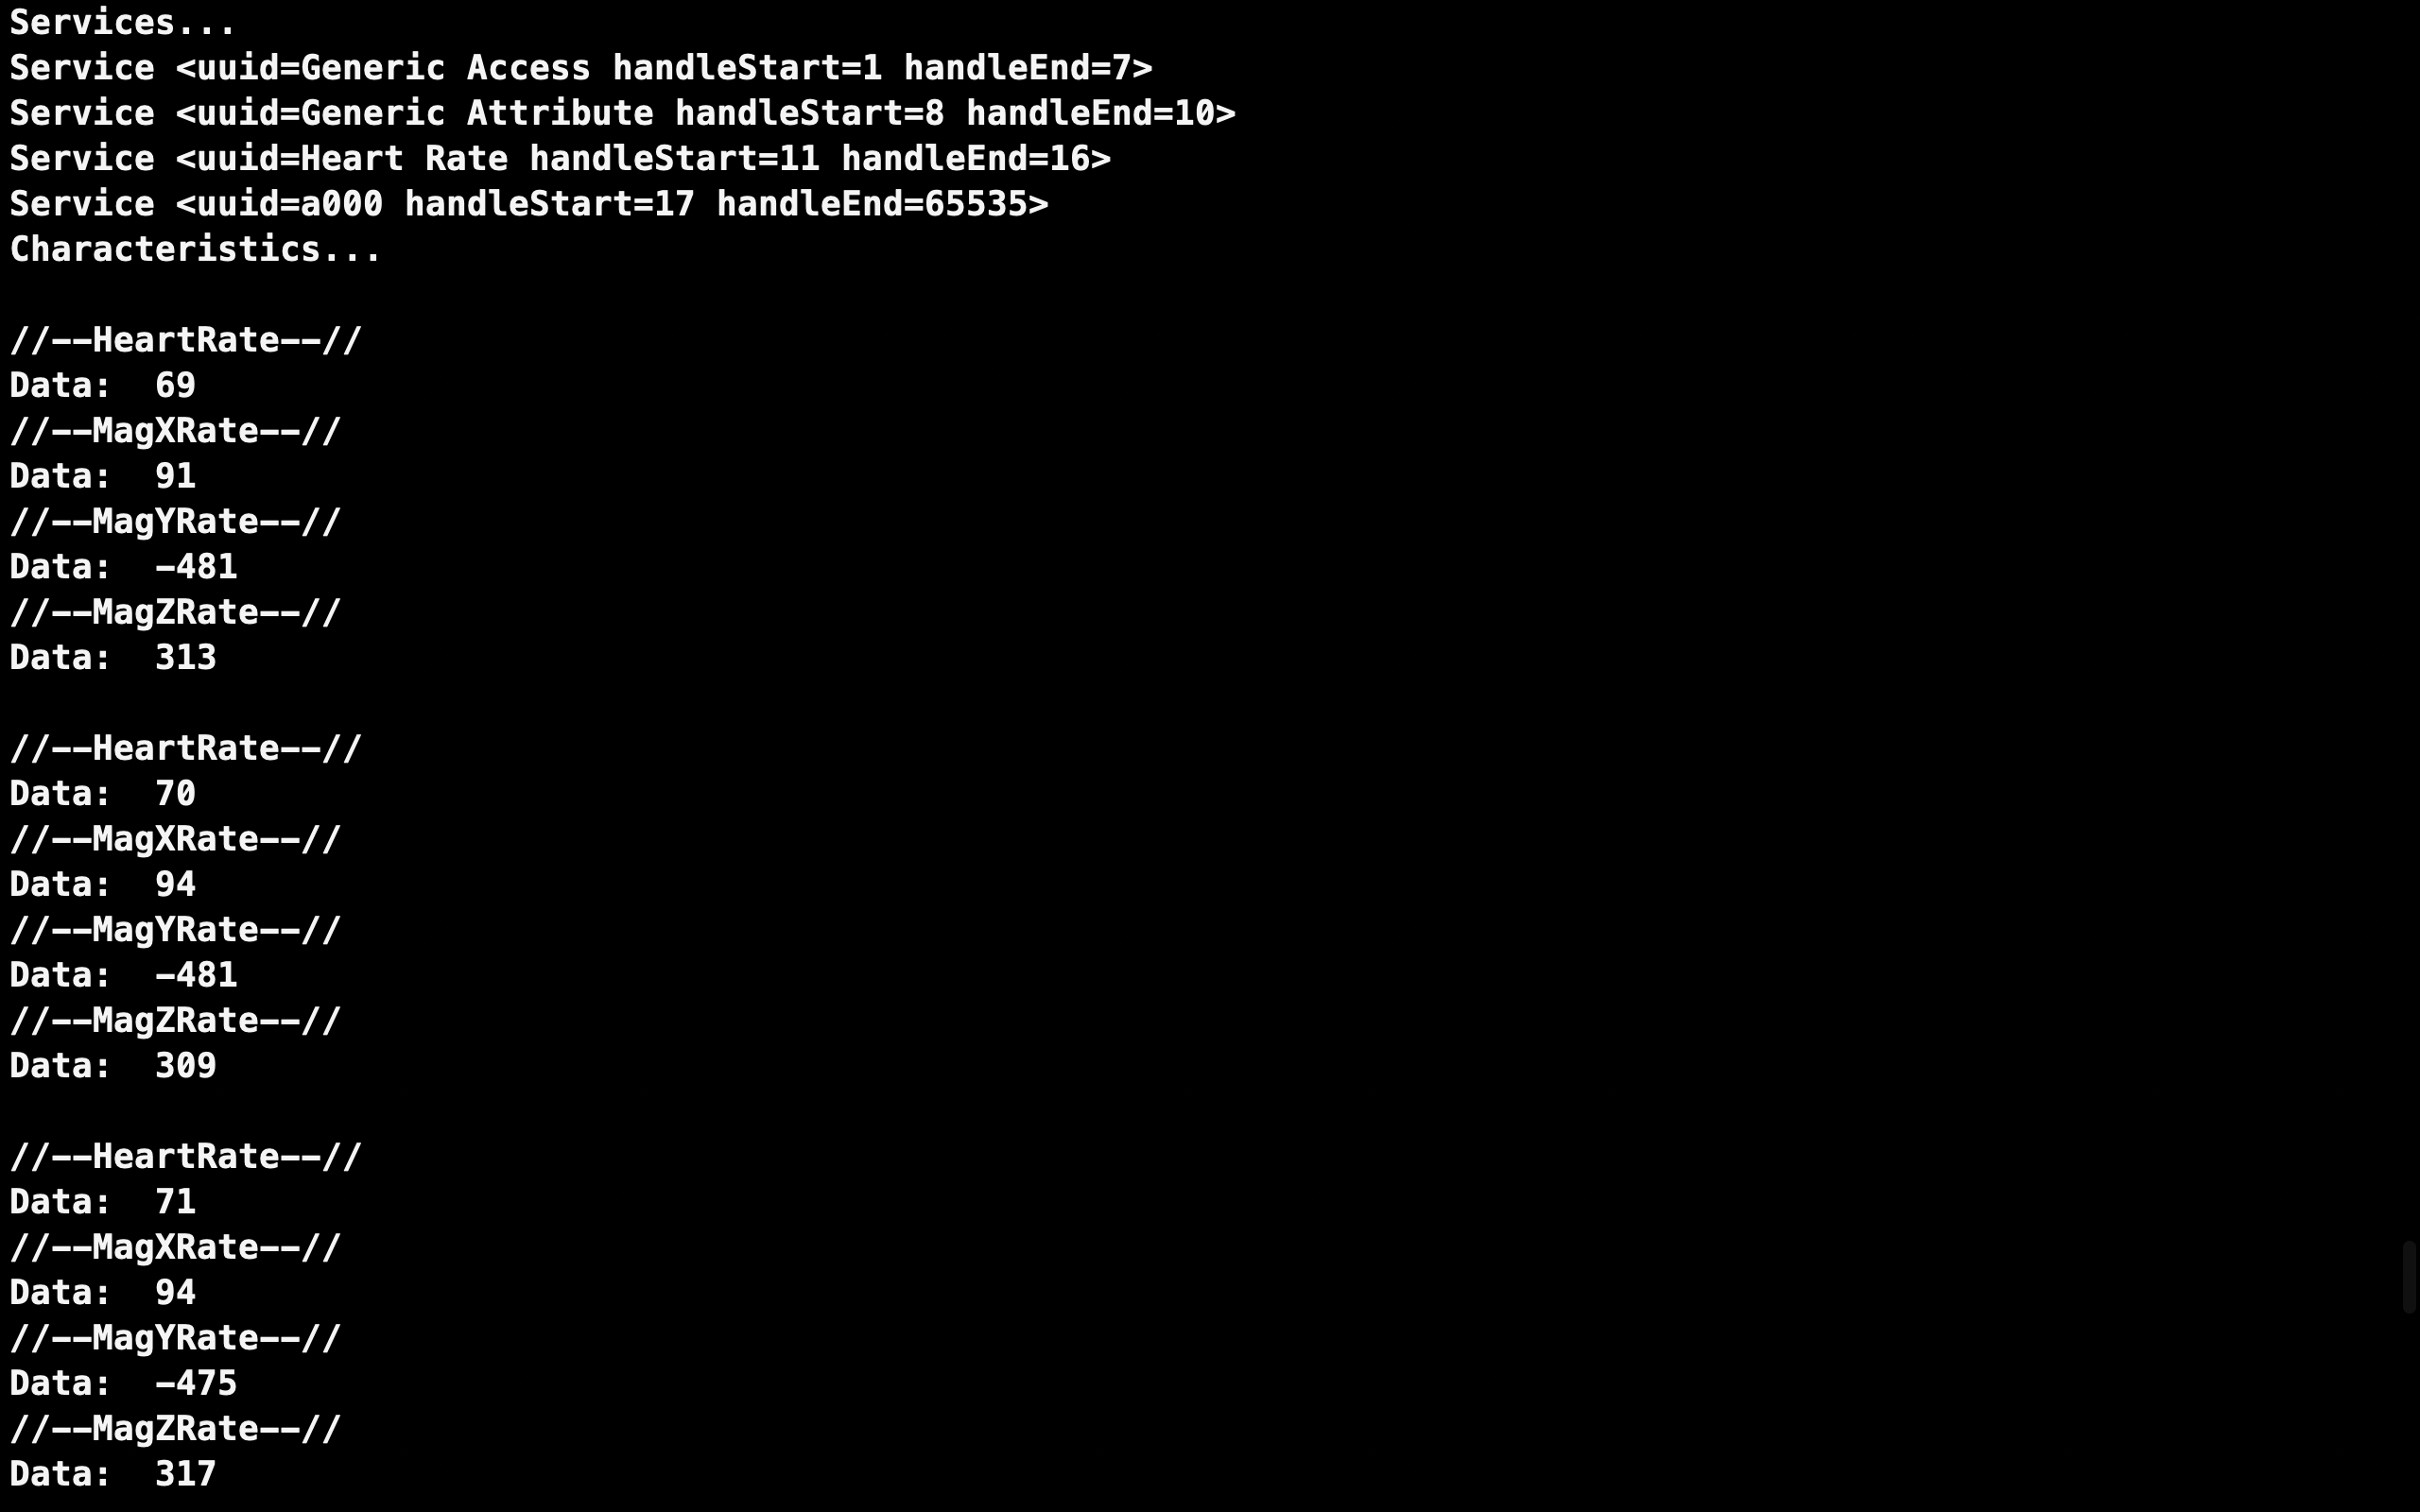 Services...
Service <uuid=Generic Access handleStart=1 handleEnd=7>
Service <uuid=Generic Attribute handleStart=8 handleEnd=10>
Service <uuid=Heart Rate handleStart=11 handleEnd=16>
Service <uuid=a000 handleStart=17 handleEnd=65535>
Characteristics...

//--HeartRate--//
Data:  69
//--MagXRate--//
Data:  91
//--MagYRate--//
Data:  -481
//--MagZRate--//
Data:  313

//--HeartRate--//
Data:  70
//--MagXRate--//
Data:  94
//--MagYRate--//
Data:  -481
//--MagZRate--//
Data:  309

//--HeartRate--//
Data:  71
//--MagXRate--//
Data:  94
//--MagYRate--//
Data:  -475
//--MagZRate--//
Data:  317